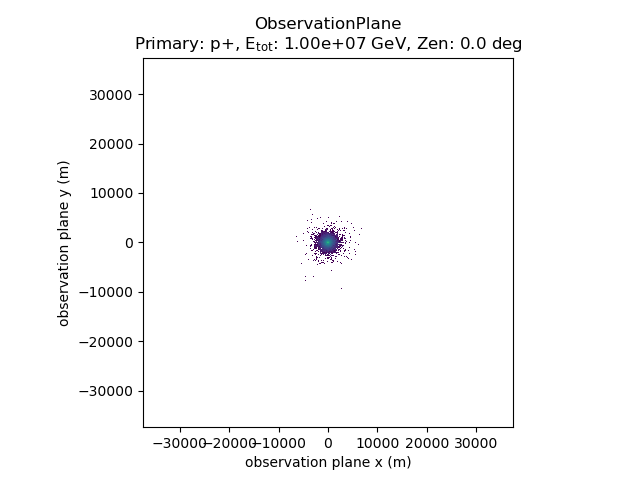 ObservationPlane
Primary: p+, E_tot: 1.00e+07 GeV, Zen: 0.0 deg
observation plane y (m)
30000
20000
10000
0
−10000
−20000
−30000
−30000 −20000 −10000 0 10000 20000 30000
observation plane x (m)